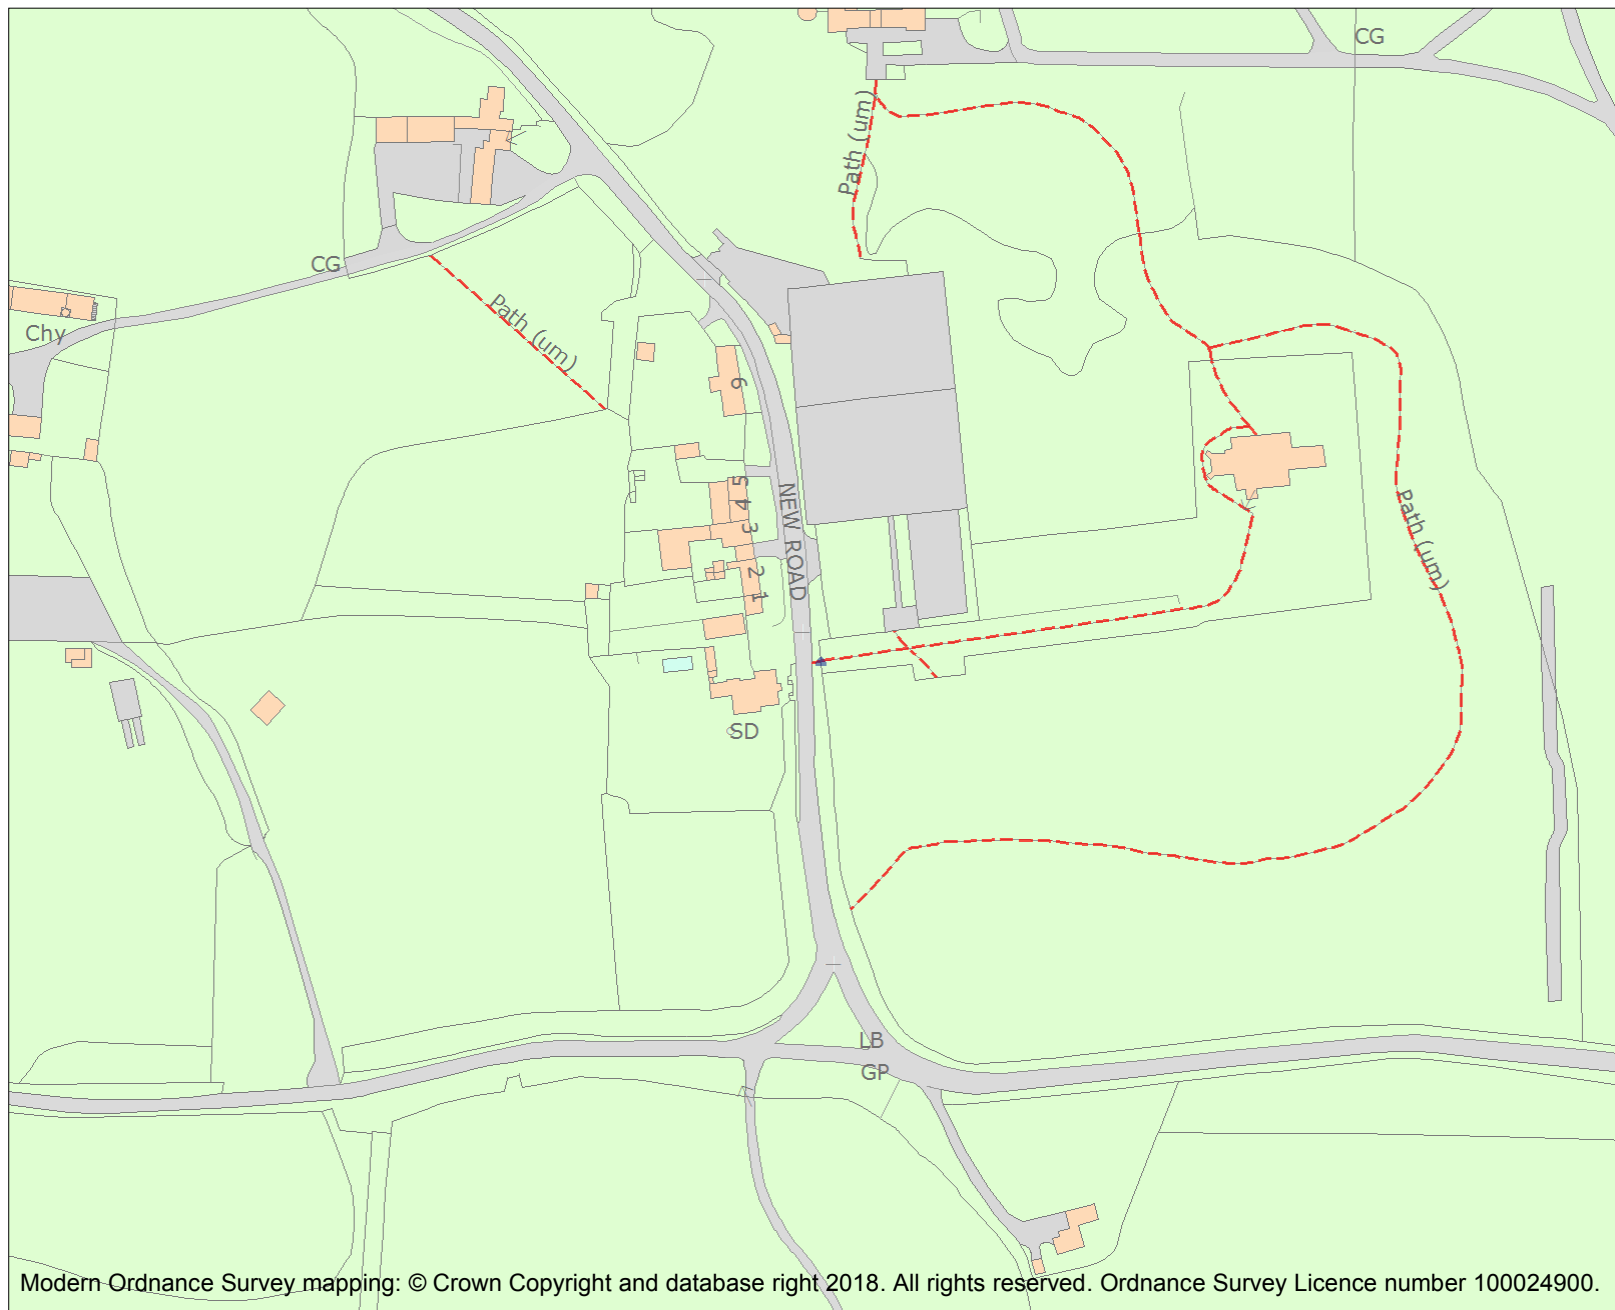 CG
Path (um)
CG
Path (um)
Chy
6
5
4
3
2
1
NEW ROAD
Path (um)
SD
LB
GP
Modern Ordnance Survey mapping: © Crown Copyright and database right 2018. All rights reserved. Ordnance Survey Licence number 100024900.